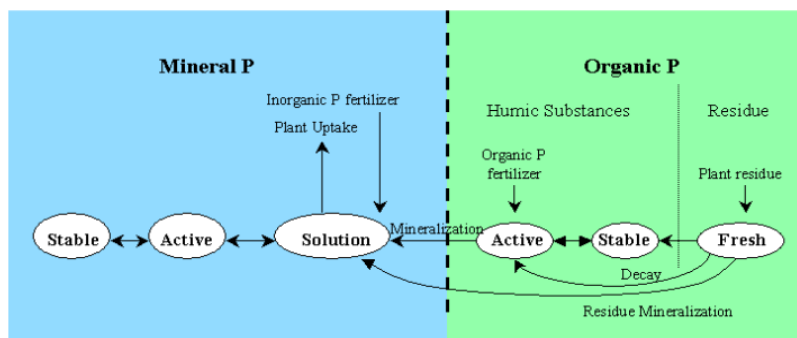 Mineral P
Organic P
Inorganic P fertilizer
Plant Uptake
Humic Substances
Residue
Organic P
fertilizer
Plant residue
Stable
Active
Solution
Mineralization
Active
Stable
Fresh
Decay
Residue Mineralization